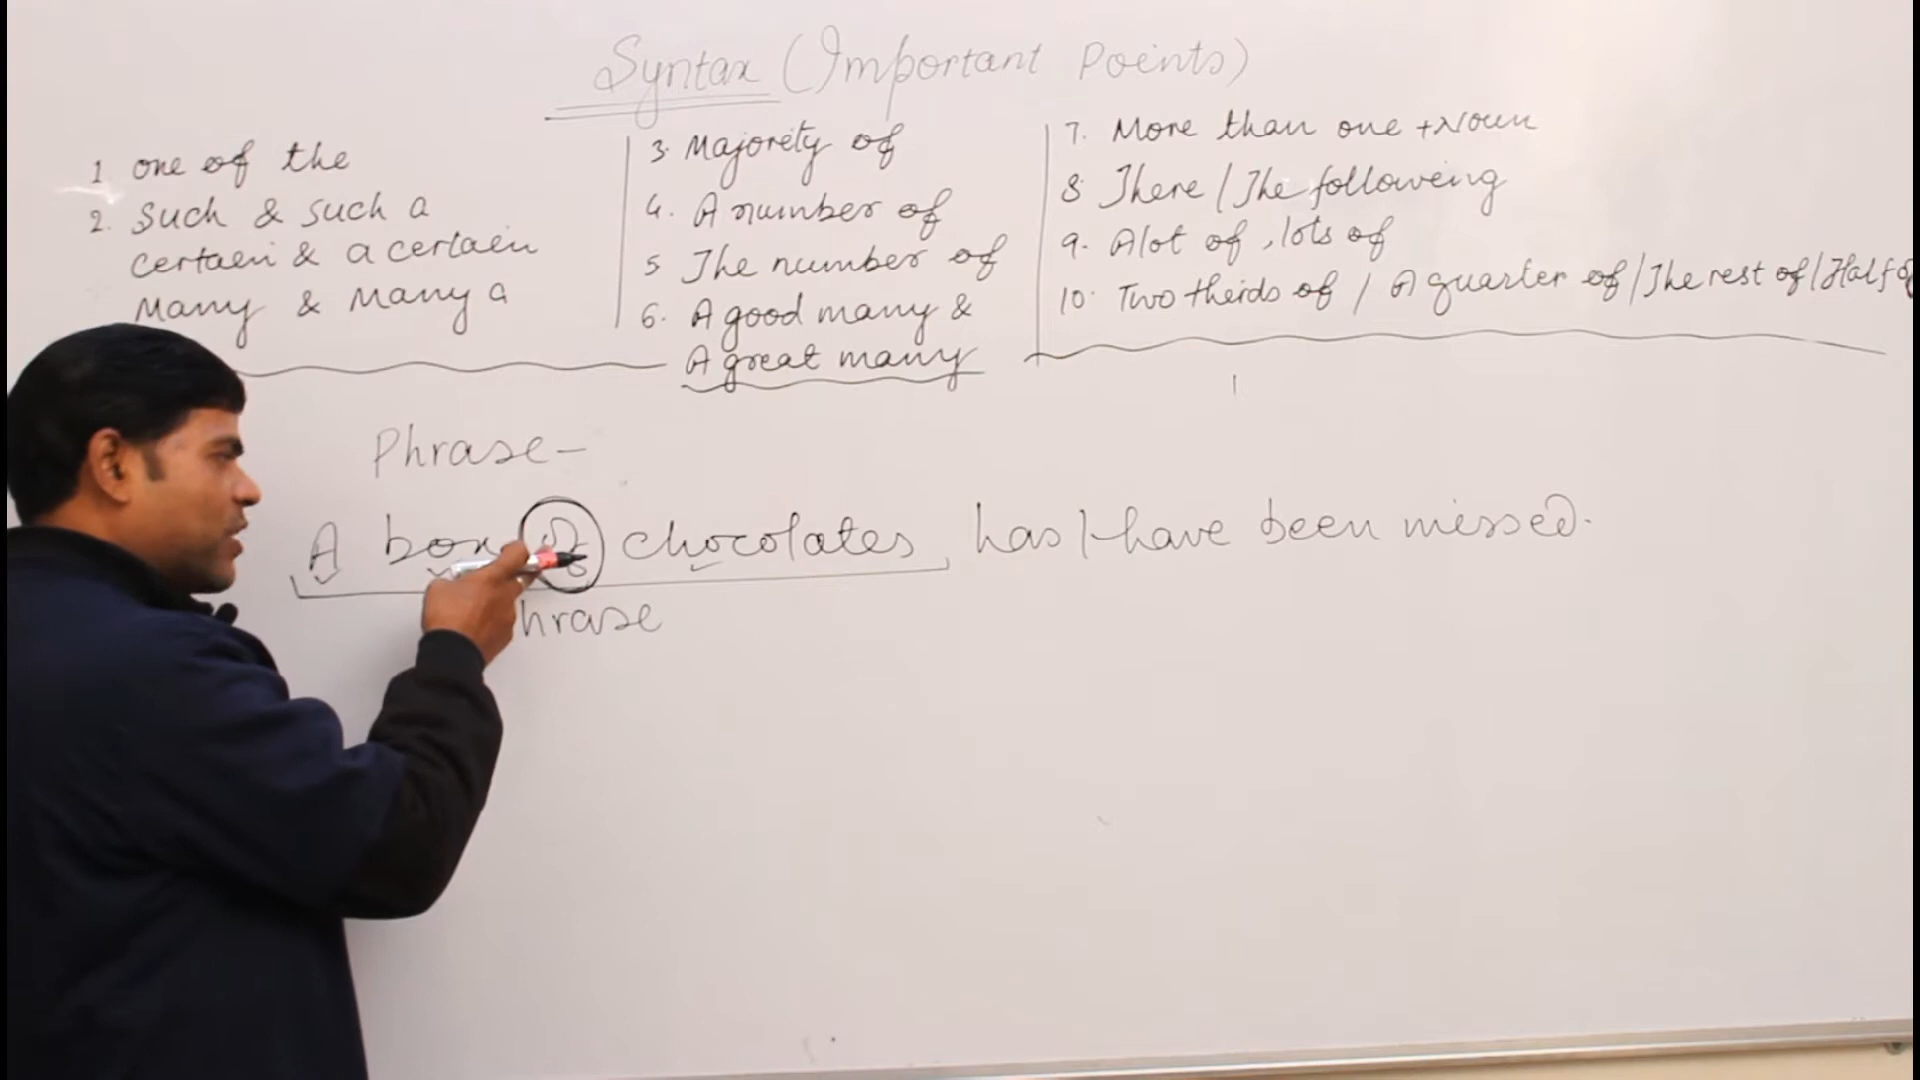 Syntax (Important Points)
1 one of the
2. Such & such a
certain & a certain
Many & Many a
3. Majority of
4. A number of
5 The number of
6. A good many &
A great many
7. More than one + Noun
8 There / The following
9. A lot of, lots of
10. Two thirds of / A quarter of / The rest of / Half of
Phrase-
A box of chocolates has / have been missed.
hrase